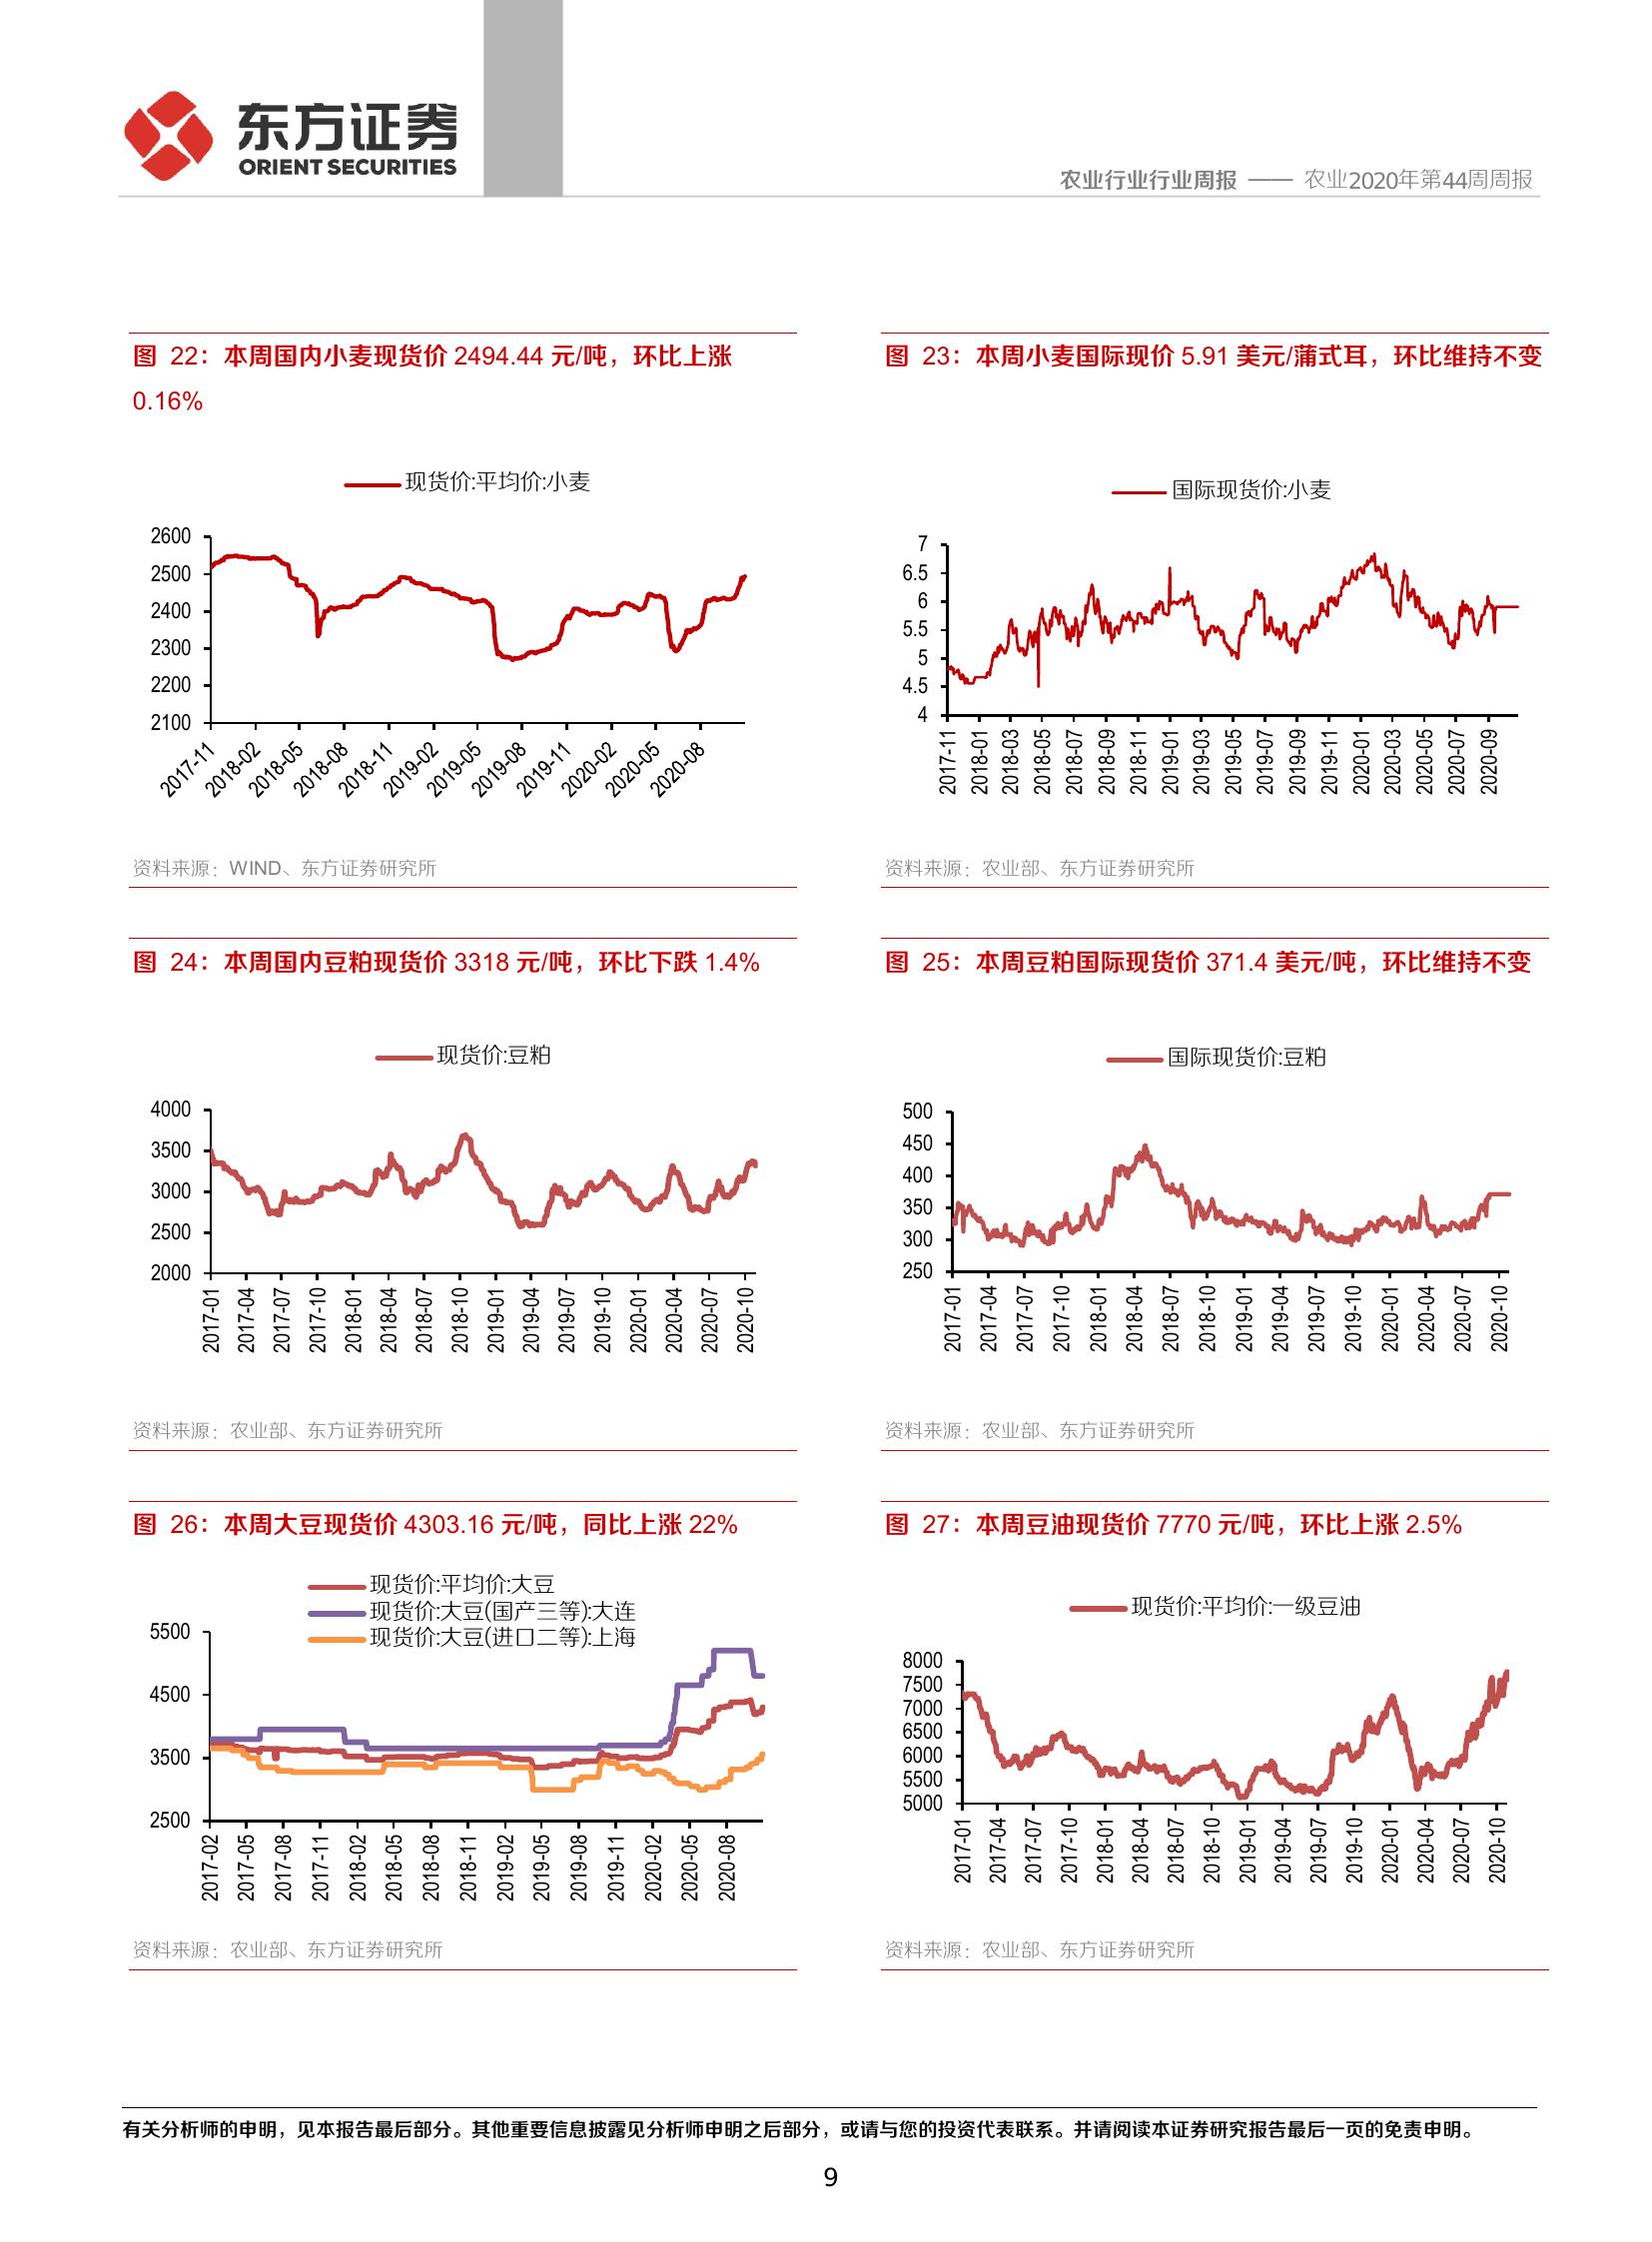 东方证券
ORIENT SECURITIES
农业行业行业周报 —— 农业2020年第44周周报
图 22：本周国内小麦现货价 2494.44 元/吨，环比上涨
0.16%
现货价:平均价:小麦
2600
2500
2400
2300
2200
2100
2017-11 2018-02 2018-05 2018-08 2018-11 2019-02 2019-05 2019-08 2019-11 2020-02 2020-05 2020-08
资料来源：WIND、东方证券研究所
图 23：本周小麦国际现价 5.91 美元/蒲式耳，环比维持不变
国际现货价:小麦
7
6.5
6
5.5
5
4.5
4
2017-11 2018-01 2018-03 2018-05 2018-07 2018-09 2018-11 2019-01 2019-03 2019-05 2019-07 2019-09 2019-11 2020-01 2020-03 2020-05 2020-07 2020-09
资料来源：农业部、东方证券研究所
图 24：本周国内豆粕现货价 3318 元/吨，环比下跌 1.4%
现货价:豆粕
4000
3500
3000
2500
2000
2017-01 2017-04 2017-07 2017-10 2018-01 2018-04 2018-07 2018-10 2019-01 2019-04 2019-07 2019-10 2020-01 2020-04 2020-07 2020-10
资料来源：农业部、东方证券研究所
图 25：本周豆粕国际现货价 371.4 美元/吨，环比维持不变
国际现货价:豆粕
500
450
400
350
300
250
2017-01 2017-04 2017-07 2017-10 2018-01 2018-04 2018-07 2018-10 2019-01 2019-04 2019-07 2019-10 2020-01 2020-04 2020-07 2020-10
资料来源：农业部、东方证券研究所
图 26：本周大豆现货价 4303.16 元/吨，同比上涨 22%
现货价:平均价:大豆
现货价:大豆(国产三等):大连
现货价:大豆(进口二等):上海
5500
4500
3500
2500
2017-02 2017-05 2017-08 2017-11 2018-02 2018-05 2018-08 2018-11 2019-02 2019-05 2019-08 2019-11 2020-02 2020-05 2020-08
资料来源：农业部、东方证券研究所
图 27：本周豆油现货价 7770 元/吨，环比上涨 2.5%
现货价:平均价:一级豆油
8000
7500
7000
6500
6000
5500
5000
2017-01 2017-04 2017-07 2017-10 2018-01 2018-04 2018-07 2018-10 2019-01 2019-04 2019-07 2019-10 2020-01 2020-04 2020-07 2020-10
资料来源：农业部、东方证券研究所
有关分析师的申明，见本报告最后部分。其他重要信息披露见分析师申明之后部分，或请与您的投资代表联系。并请阅读本证券研究报告最后一页的免责申明。
9